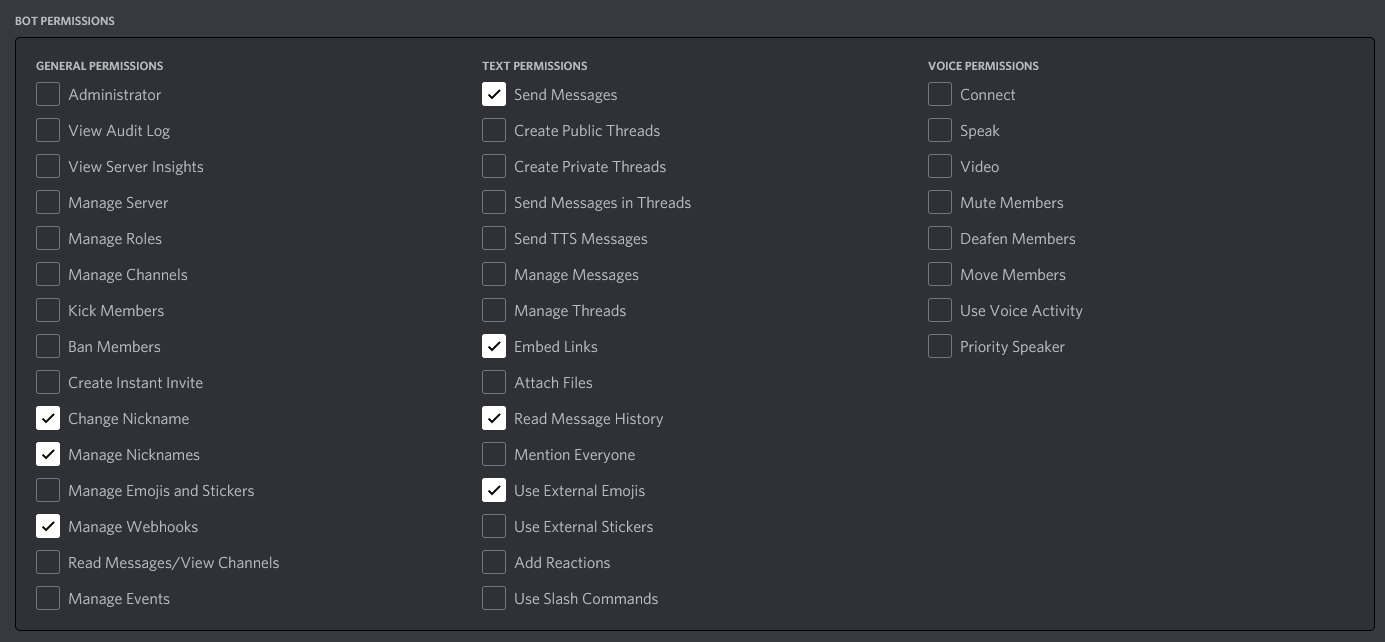 BOT PERMISSIONS
GENERAL PERMISSIONS
Administrator
View Audit Log
View Server Insights
Manage Server
Manage Roles
Manage Channels
Kick Members
Ban Members
Create Instant Invite
Change Nickname
Manage Nicknames
Manage Emojis and Stickers
Manage Webhooks
Read Messages/View Channels
Manage Events
TEXT PERMISSIONS
Send Messages
Create Public Threads
Create Private Threads
Send Messages in Threads
Send TTS Messages
Manage Messages
Manage Threads
Embed Links
Attach Files
Read Message History
Mention Everyone
Use External Emojis
Use External Stickers
Add Reactions
Use Slash Commands
VOICE PERMISSIONS
Connect
Speak
Video
Mute Members
Deafen Members
Move Members
Use Voice Activity
Priority Speaker